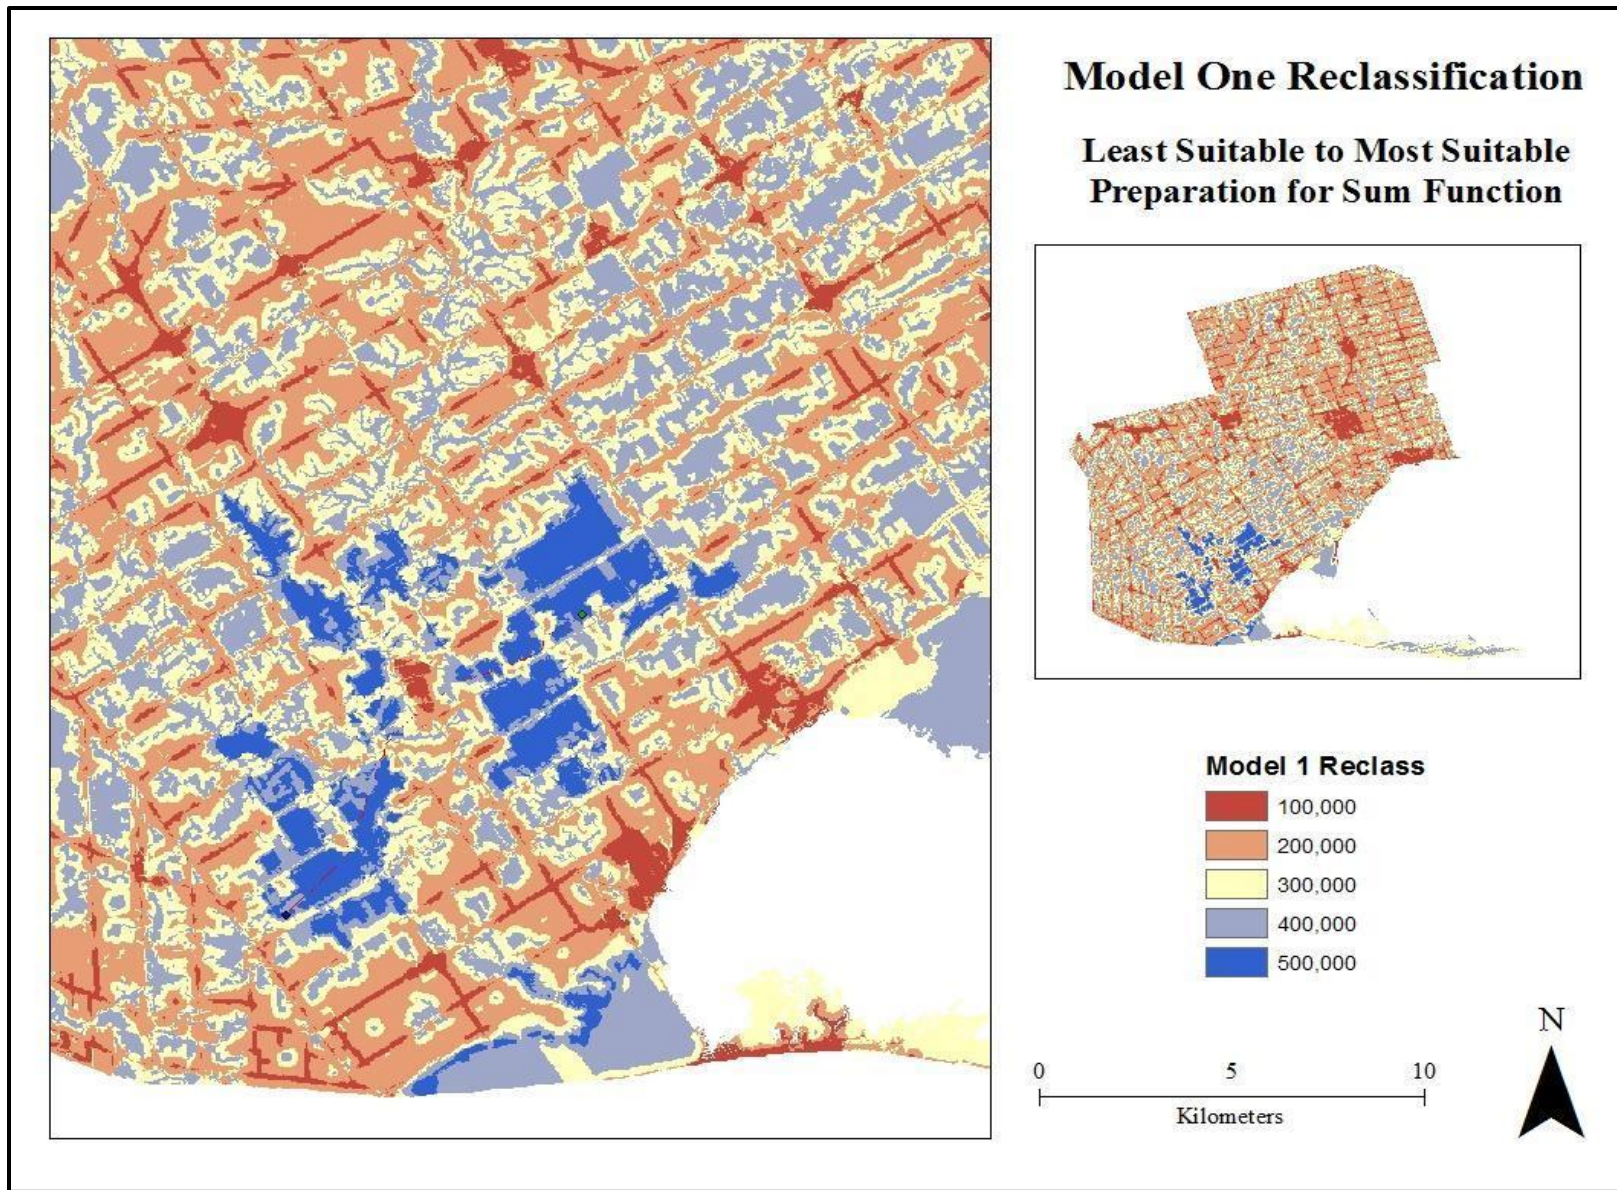 Model One Reclassification
Least Suitable to Most Suitable
Preparation for Sum Function
Model 1 Reclass
100,000
200,000
300,000
400,000
500,000
N
0 5 10
Kilometers